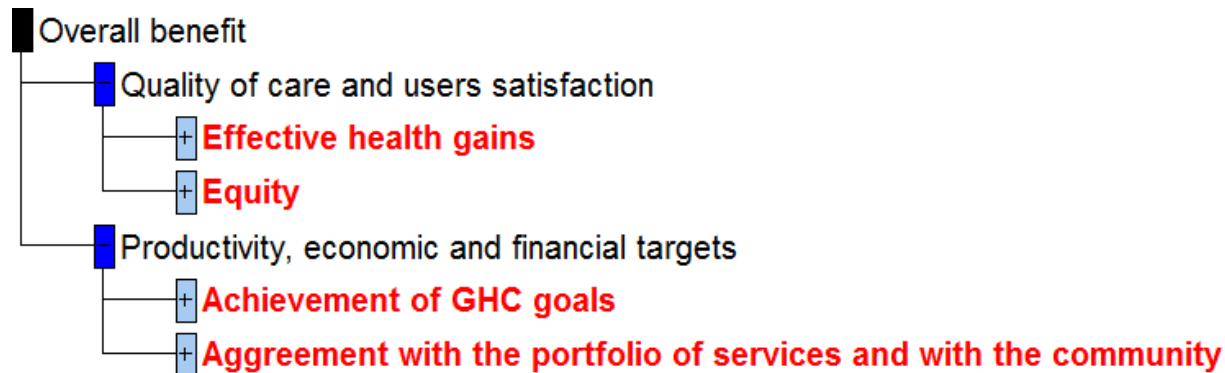 Overall benefit
Quality of care and users satisfaction
Effective health gains
Equity
Productivity, economic and financial targets
Achievement of GHC goals
Aggreement with the portfolio of services and with the community